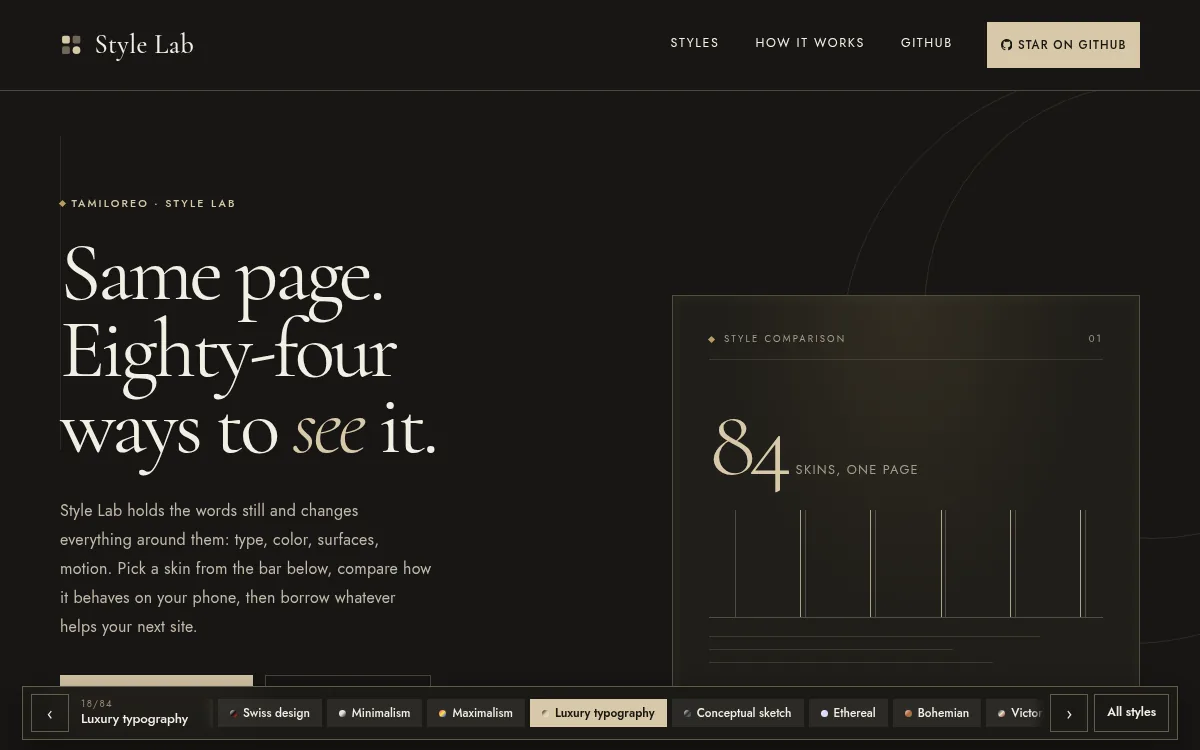 Style Lab
STYLES
HOW IT WORKS
GITHUB
STAR ON GITHUB
TAMILOREO · STYLE LAB
Same page.
Eighty-four
ways to see it.
Style Lab holds the words still and changes
everything around them: type, color, surfaces,
motion. Pick a skin from the bar below, compare how
it behaves on your phone, then borrow whatever
helps your next site.
STYLE COMPARISON
01
84 SKINS, ONE PAGE
‹
18/84
Luxury typography
Swiss design
Minimalism
Maximalism
Luxury typography
Conceptual sketch
Ethereal
Bohemian
Victor
›
All styles